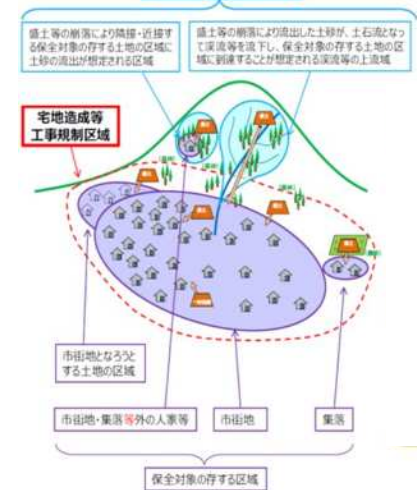 盛土等の崩落により隣接・近接す
る保全対象の存する土地の区域に
土砂の流出が想定される区域
盛土等の崩落により流出した土砂が、土石流となっ
て渓流等を流下し、保全対象の存する土地の区
域に到達することが想定される渓流等の上流域
宅地造成等
工事規制区域
市街地となろうと
する土地の区域
市街地・集落等外の人家等
市街地
集落
保全対象の存する区域